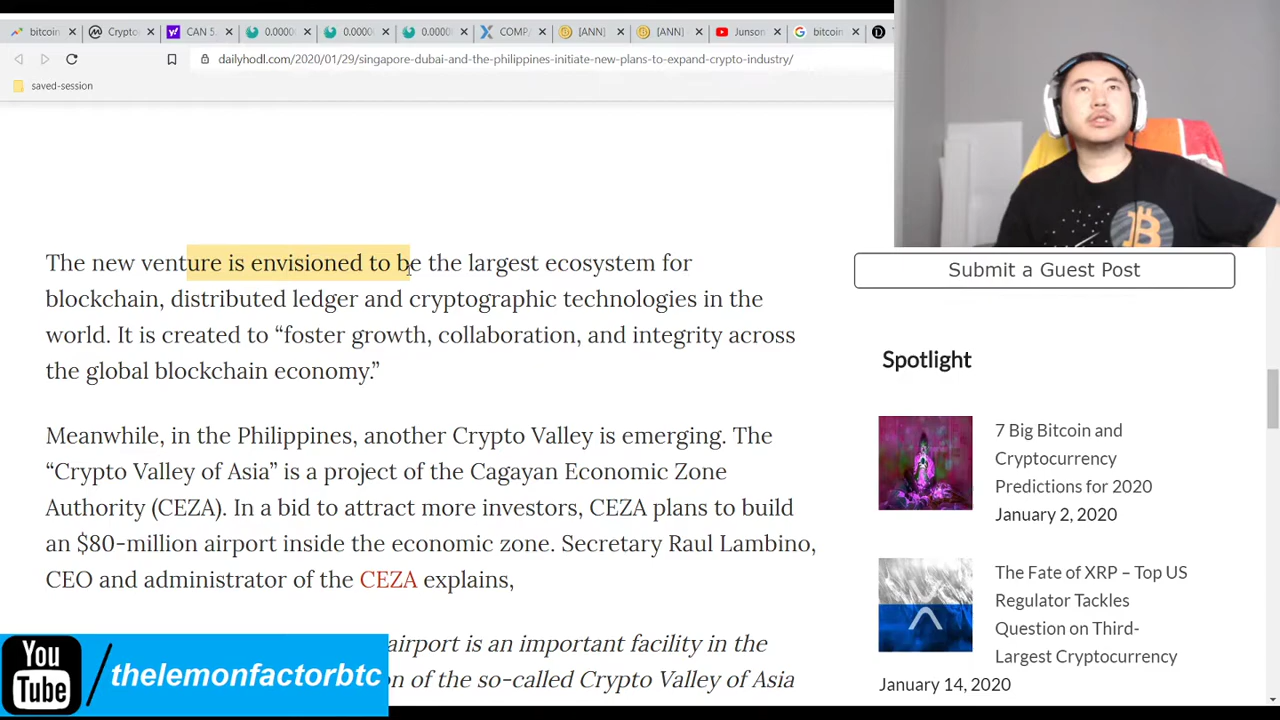 bitcoin
Crypto
CAN 5.
0.0000
0.0000
0.0000
COMP.
[ANN]
[ANN]
Junson
bitcoin
dailyhodl.com/2020/01/29/singapore-dubai-and-the-philippines-initiate-new-plans-to-expand-crypto-industry/
saved-session
The new venture is envisioned to be the largest ecosystem for
blockchain, distributed ledger and cryptographic technologies in the
world. It is created to “foster growth, collaboration, and integrity across
the global blockchain economy.”
Meanwhile, in the Philippines, another Crypto Valley is emerging. The
“Crypto Valley of Asia” is a project of the Cagayan Economic Zone
Authority (CEZA). In a bid to attract more investors, CEZA plans to build
an $80-million airport inside the economic zone. Secretary Raul Lambino,
CEO and administrator of the CEZA explains,
airport is an important facility in the
of the so-called Crypto Valley of Asia
Submit a Guest Post
Spotlight
7 Big Bitcoin and
Cryptocurrency
Predictions for 2020
January 2, 2020
The Fate of XRP – Top US
Regulator Tackles
Question on Third-
Largest Cryptocurrency
January 14, 2020
You
Tube
/thelemonfactorbtc